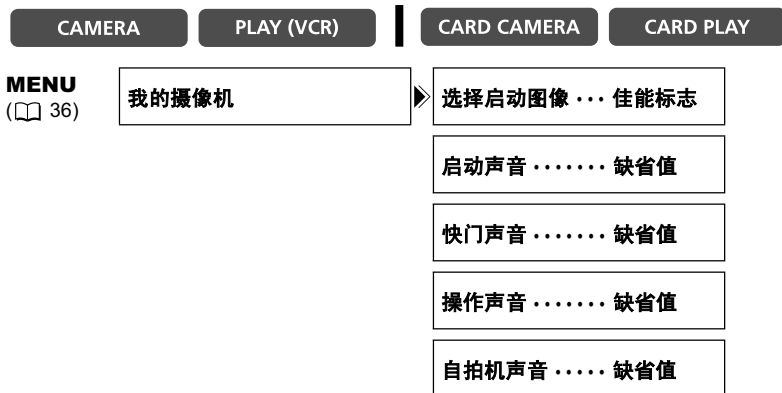 CAMERA PLAY (VCR) CARD CAMERA CARD PLAY
MENU
(36)
我的摄像机
选择启动图像 ··· 佳能标志
启动声音 ······· 缺省值
快门声音 ······· 缺省值
操作声音 ······· 缺省值
自拍机声音 ····· 缺省值